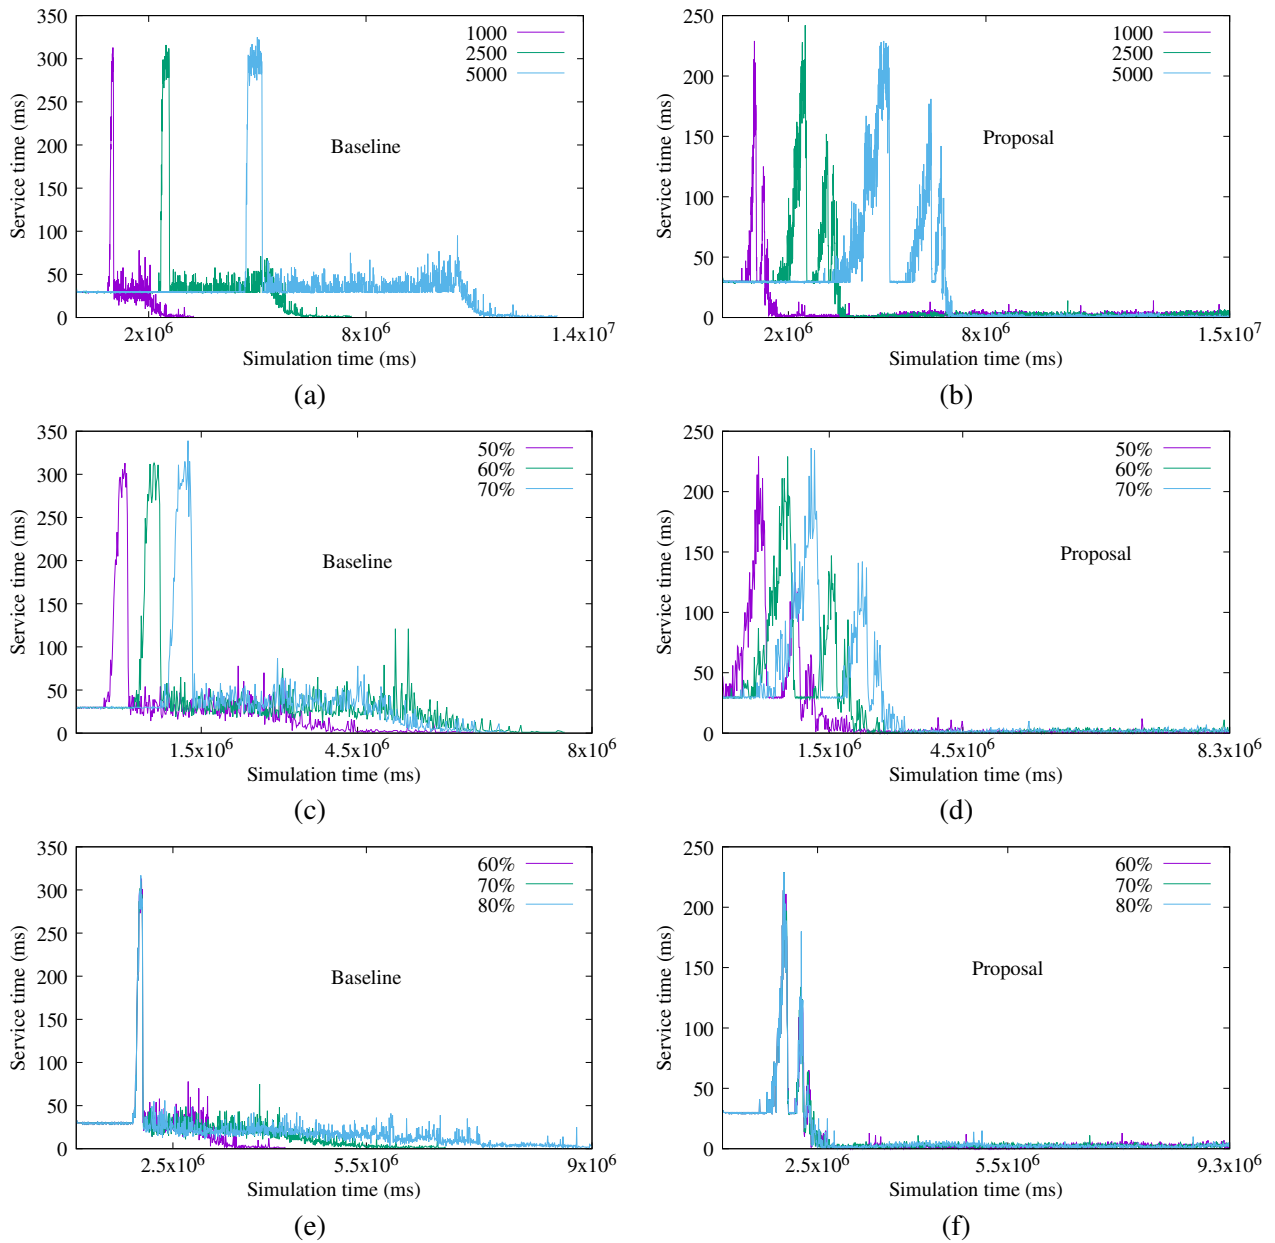 350
300
250
200
150
100
50
0
Service time (ms)
1000
2500
5000
Baseline
2x10^6
8x10^6
1.4x10^7
Simulation time (ms)
(a)
250
200
150
100
50
0
Service time (ms)
1000
2500
5000
Proposal
2x10^6
8x10^6
1.5x10^7
Simulation time (ms)
(b)
350
300
250
200
150
100
50
0
Service time (ms)
50%
60%
70%
Baseline
1.5x10^6
4.5x10^6
8x10^6
Simulation time (ms)
(c)
250
200
150
100
50
0
Service time (ms)
50%
60%
70%
Proposal
1.5x10^6
4.5x10^6
8.3x10^6
Simulation time (ms)
(d)
350
300
250
200
150
100
50
0
Service time (ms)
60%
70%
80%
Baseline
2.5x10^6
5.5x10^6
9x10^6
Simulation time (ms)
(e)
250
200
150
100
50
0
Service time (ms)
60%
70%
80%
Proposal
2.5x10^6
5.5x10^6
9.3x10^6
Simulation time (ms)
(f)